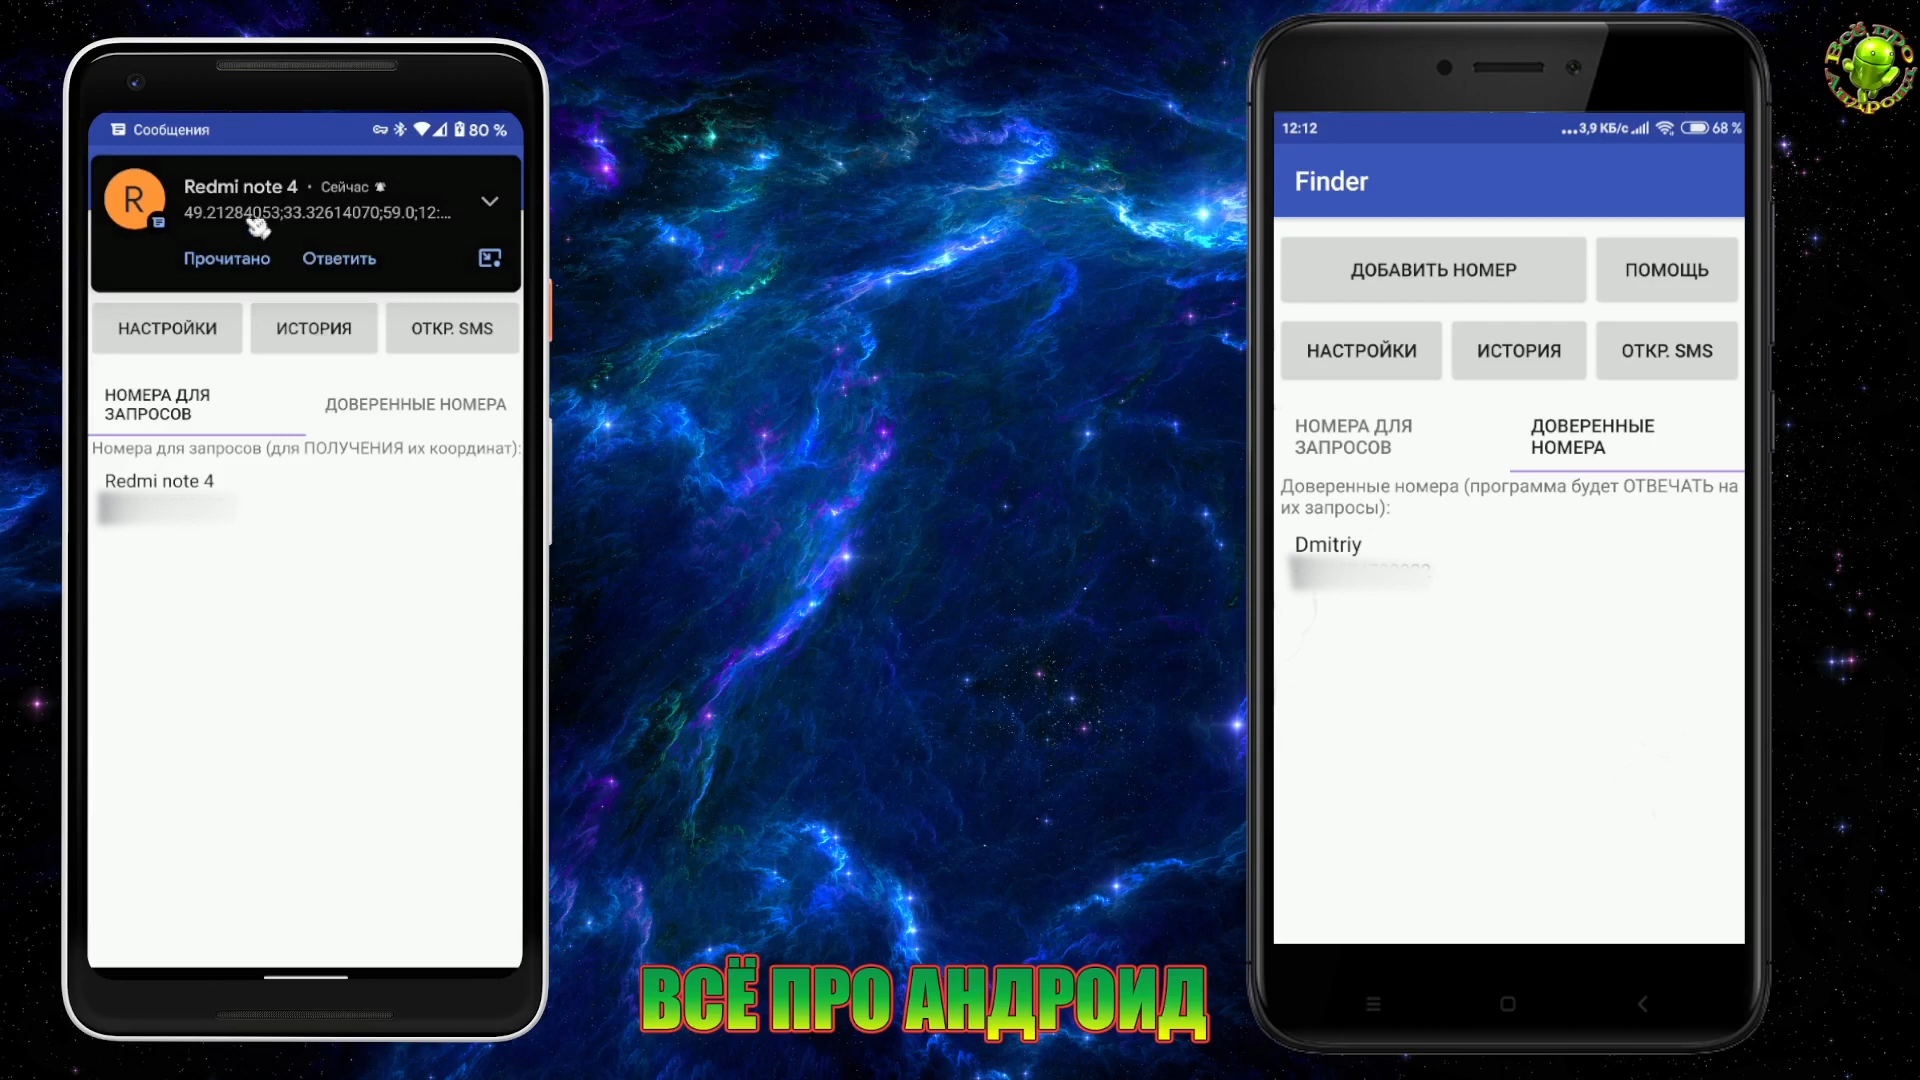 Сообщения
80 %
Redmi note 4 • Сейчас
49.21284053;33.32614070;59.0;12:...
Прочитано Ответить
НАСТРОЙКИ ИСТОРИЯ ОТКР. SMS
НОМЕРА ДЛЯ
ЗАПРОСОВ
ДОВЕРЕННЫЕ НОМЕРА
Номера для запросов (для ПОЛУЧЕНИЯ их координат):
Redmi note 4
12:12
...3,9 КБ/с
68 %
Finder
ДОБАВИТЬ НОМЕР ПОМОЩЬ
НАСТРОЙКИ ИСТОРИЯ ОТКР. SMS
НОМЕРА ДЛЯ
ЗАПРОСОВ
ДОВЕРЕННЫЕ
НОМЕРА
Доверенные номера (программа будет ОТВЕЧАТЬ на
их запросы):
Dmitriy
Всё про
Андроид
ВСЁ ПРО АНДРОИД